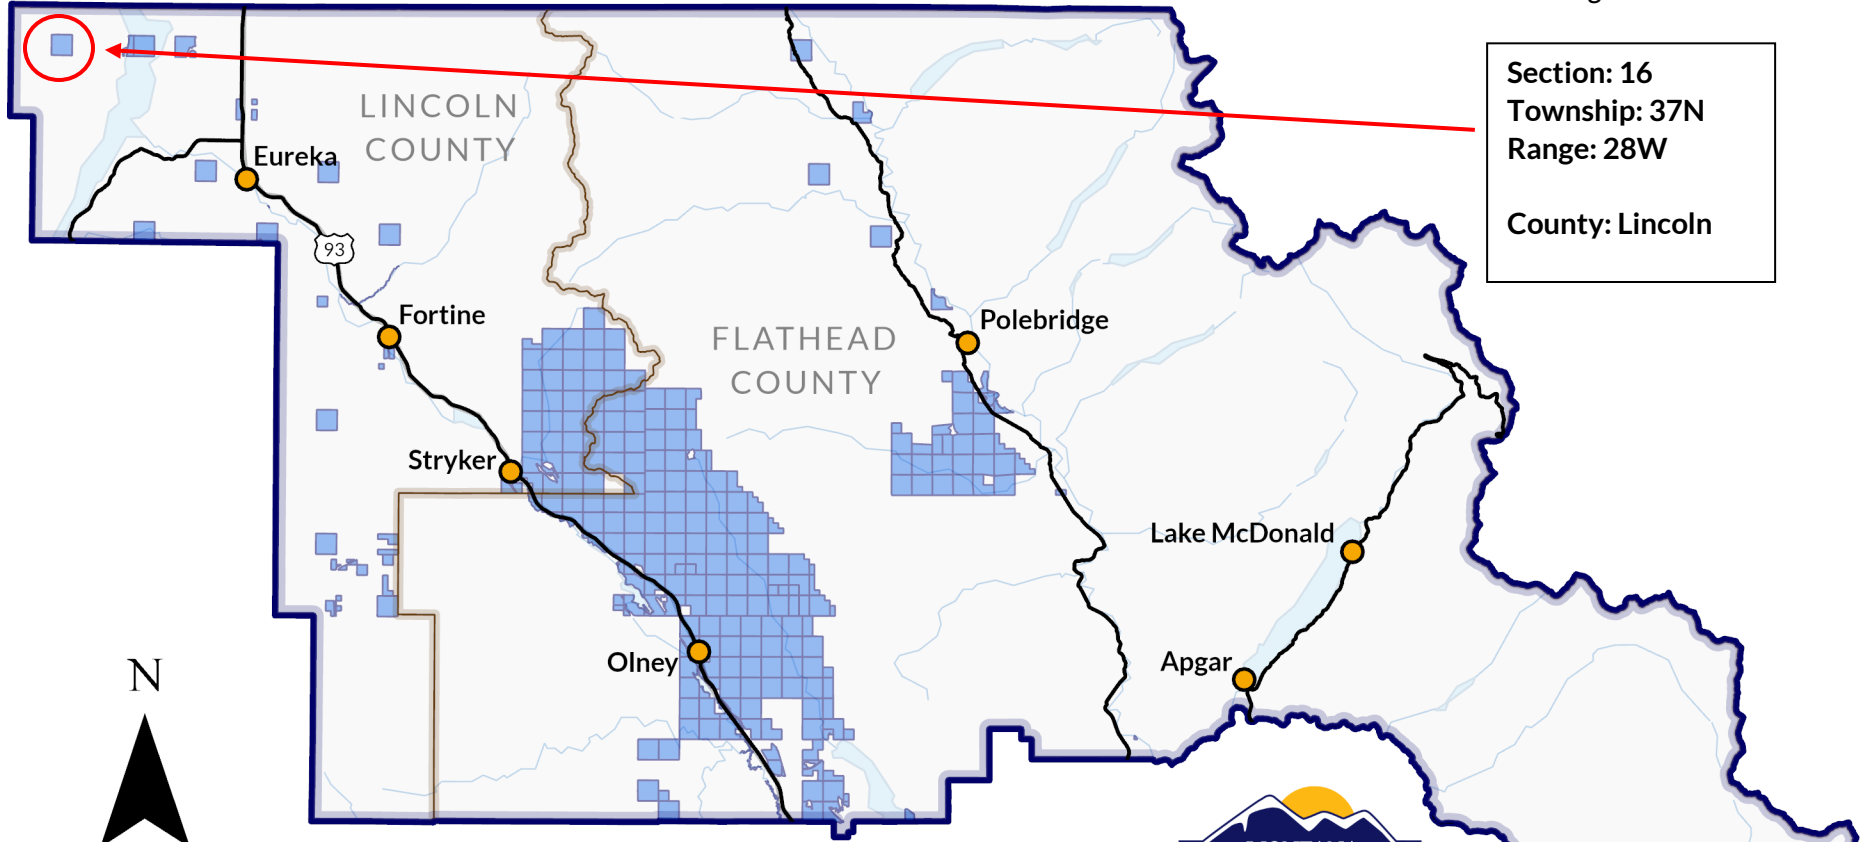 Section: 16
Township: 37N
Range: 28W
County: Lincoln
LINCOLN
COUNTY
Eureka
93
Fortine
Polebridge
FLATHEAD
COUNTY
Stryker
Lake McDonald
Olney
Apgar
N